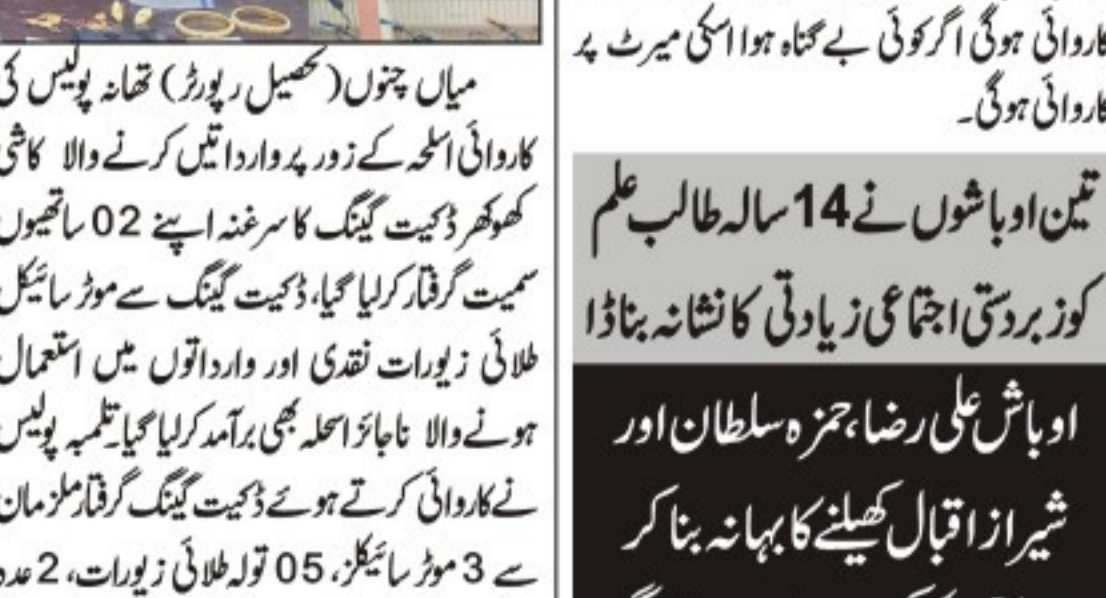 کاروائی ہوگی اگر کوئی بے گناہ ہوا اسکی میرٹ پر
کاروائی ہوگی۔
تین اوباشوں نے 14 سالہ طالب علم
کو زبردستی اجتماعی زیادتی کا نشانہ بناڈا
اوباش علی رضا، حمزہ سلطان اور
شیراز اقبال کھیلنے کا بہانہ بنا کر
میاں چنوں (تحصیل رپورٹر) تھانہ پولیس کی
کاروائی اسلحہ کے زور پر وارداتیں کرنے والا کاشی
کھوکھر ڈکیت گینگ کا سرغنہ اپنے 02 ساتھیوں
سمیت گرفتار کرلیا گیا، ڈکیت گینگ سے موٹر سائیکل
طلائی زیورات نقدی اور وارداتوں میں استعمال
ہونے والا ناجائز اسلحہ بھی برآمد کرلیا گیا۔ تلمبہ پولیس
نے کاروائی کرتے ہوئے ڈکیت گینگ گرفتار ملزمان
سے 3 موٹر سائیکلز، 05 تولہ طلائی زیورات، 2 عدد